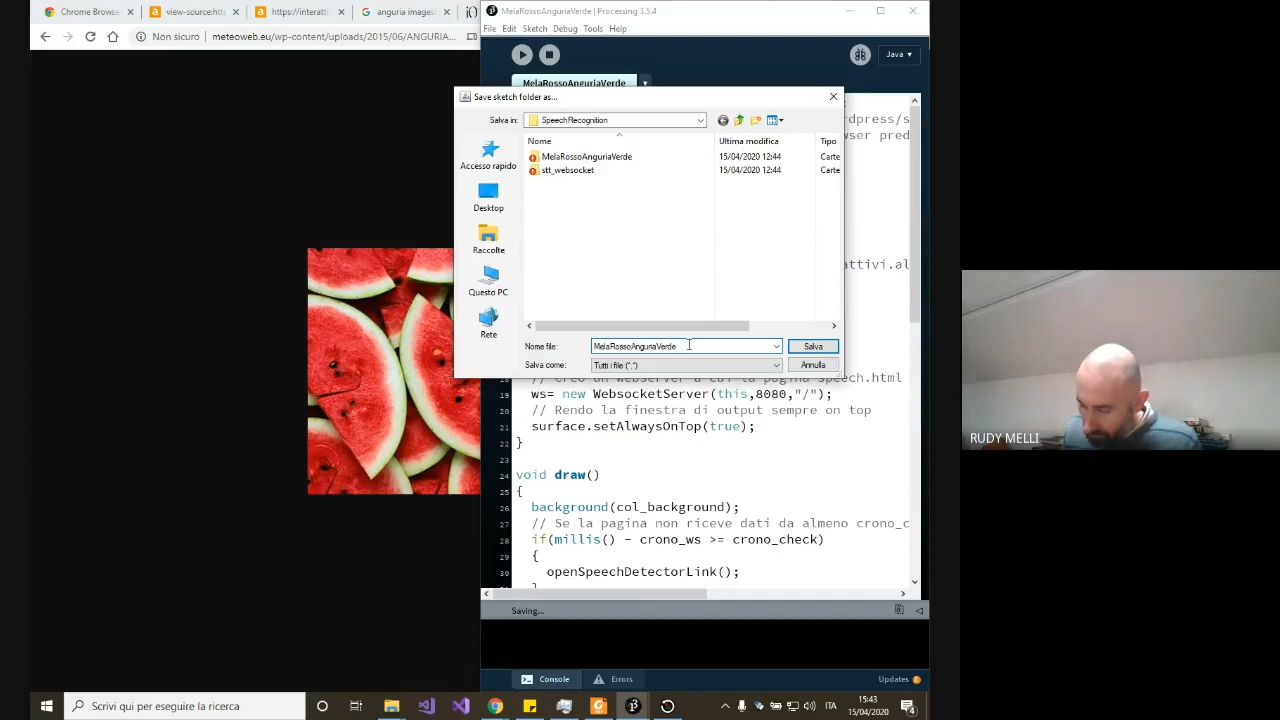 Chrome Browser
view-source:htt
https://interatti
anguria images
MelaRossoAnguriaVerde | Processing 3.5.4
Non sicuro
meteoweb.eu/wp-content/uploads/2015/06/ANGURIA...
File Edit Sketch Debug Tools Help
Java
MelaRossoAnguriaVerde
Save sketch folder as...
Salva in:
SpeechRecognition
rdpress/s
wser pred
Nome
Ultima modifica
Tipo
MelaRossoAnguriaVerde
15/04/2020 12:44
Carte
stt_websocket
15/04/2020 12:44
Carte
Accesso rapido
Desktop
Raccolte
Questo PC
Rete
attivi.al
Nome file:
MelaRossoAnguriaVerde
Salva
Salva come:
Tutti i file (*.*)
Annulla
// Creo un webserver a cui la pagina speech.html
19 ws= new WebsocketServer(this,8080,"/");
20 // Rendo la finestra di output sempre on top
21 surface.setAlwaysOnTop(true);
22 }
23
24 void draw()
25 {
26 background(col_background);
27 // Se la pagina non riceve dati da almeno crono_c
28 if(millis() - crono_ws >= crono_check)
29 {
30 openSpeechDetectorLink();
}
Saving...
Console
Errors
Updates 1
RUDY MELLI
Scrivi qui per eseguire la ricerca
ITA
15:43
15/04/2020
4